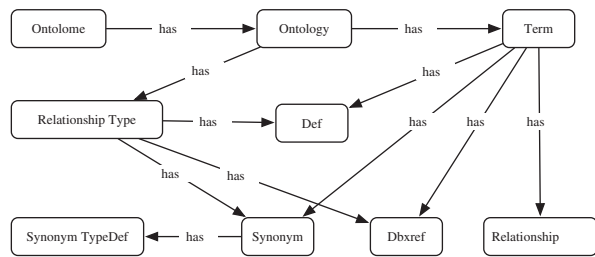 Ontolome has Ontology has Term
has has
Relationship Type has Def has has has
has has
Synonym TypeDef has Synonym Dbxref Relationship